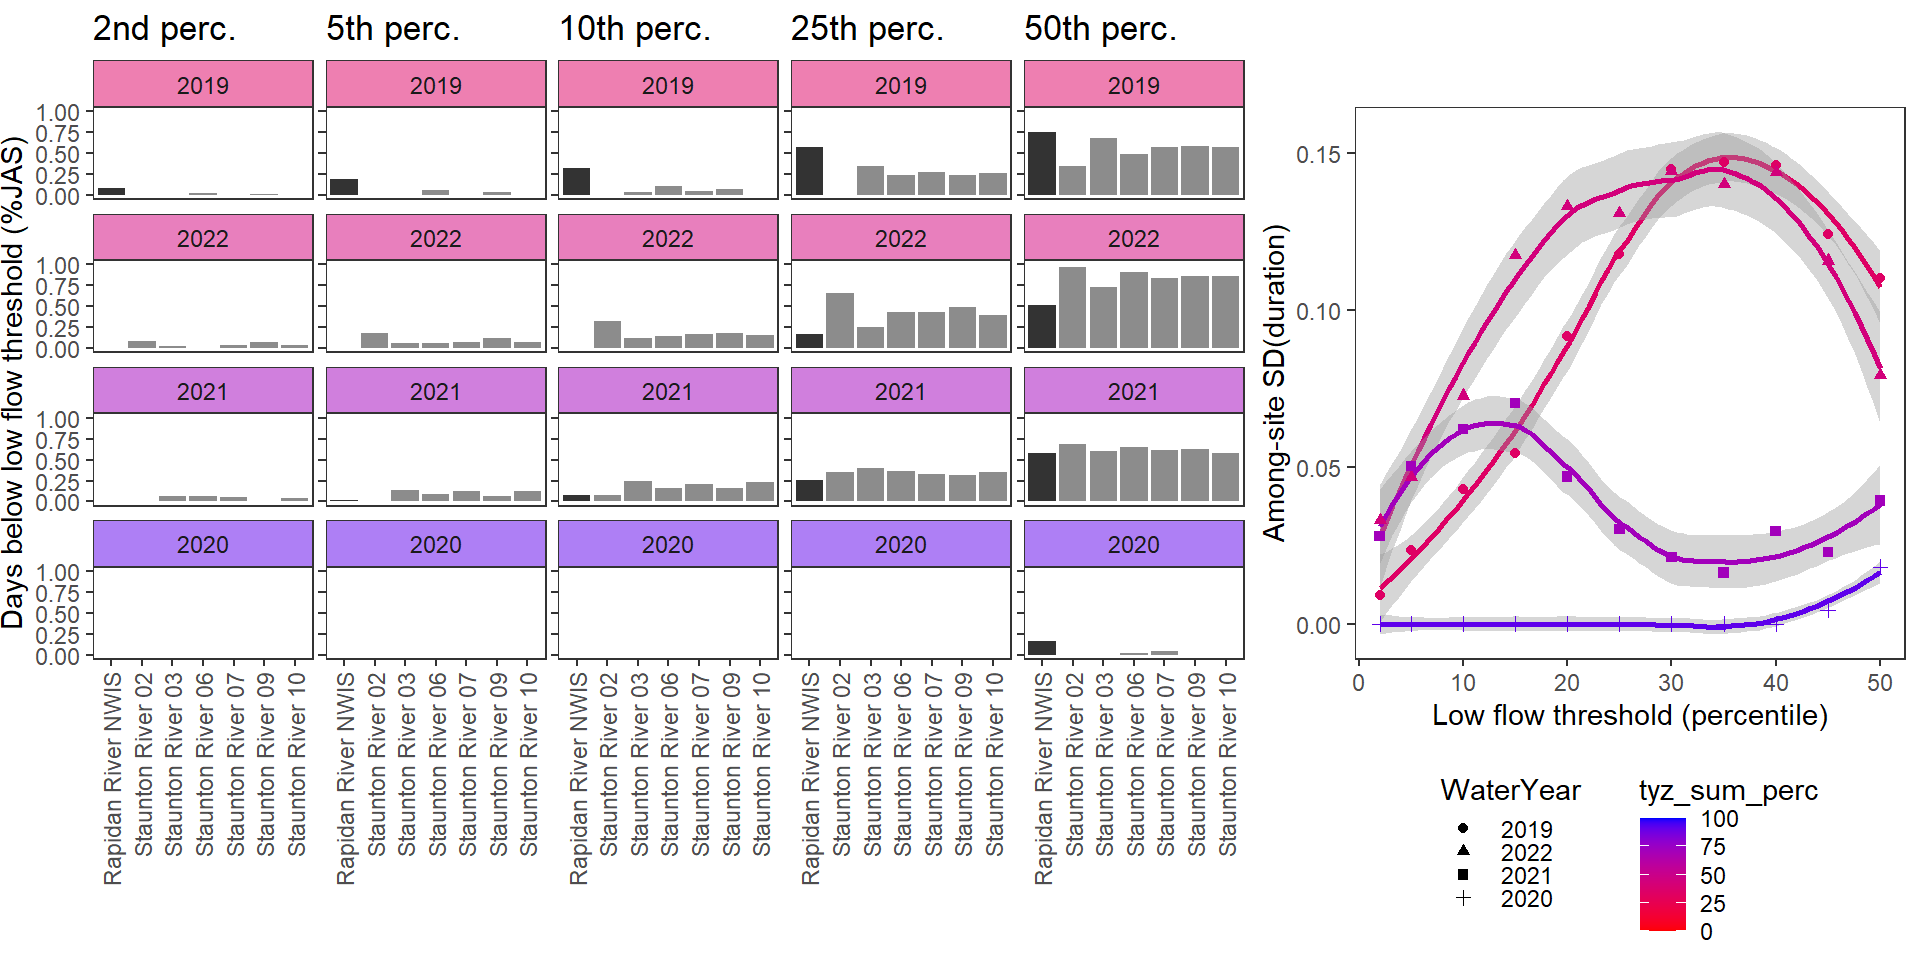 2nd perc. 5th perc. 10th perc. 25th perc. 50th perc.
Days below low flow threshold (%JAS)
2019 2019 2019 2019 2019
1.00
0.75
0.50
0.25
0.00
2022 2022 2022 2022 2022
1.00
0.75
0.50
0.25
0.00
2021 2021 2021 2021 2021
1.00
0.75
0.50
0.25
0.00
2020 2020 2020 2020 2020
1.00
0.75
0.50
0.25
0.00
Rapidan River NWIS
Staunton River 02
Staunton River 03
Staunton River 06
Staunton River 07
Staunton River 09
Staunton River 10
Rapidan River NWIS
Staunton River 02
Staunton River 03
Staunton River 06
Staunton River 07
Staunton River 09
Staunton River 10
Rapidan River NWIS
Staunton River 02
Staunton River 03
Staunton River 06
Staunton River 07
Staunton River 09
Staunton River 10
Rapidan River NWIS
Staunton River 02
Staunton River 03
Staunton River 06
Staunton River 07
Staunton River 09
Staunton River 10
Rapidan River NWIS
Staunton River 02
Staunton River 03
Staunton River 06
Staunton River 07
Staunton River 09
Staunton River 10
Among-site SD(duration)
0.15
0.10
0.05
0.00
0 10 20 30 40 50
Low flow threshold (percentile)
WaterYear
2019
2022
2021
2020
tyz_sum_perc
100
75
50
25
0